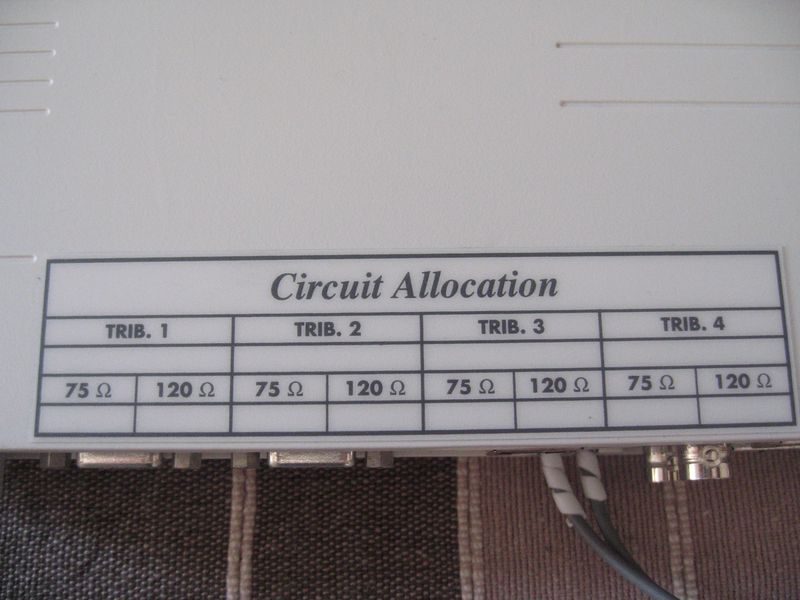 Circuit Allocation
TRIB. 1 TRIB. 2 TRIB. 3 TRIB. 4
75 Ω 120 Ω 75 Ω 120 Ω 75 Ω 120 Ω 75 Ω 120 Ω